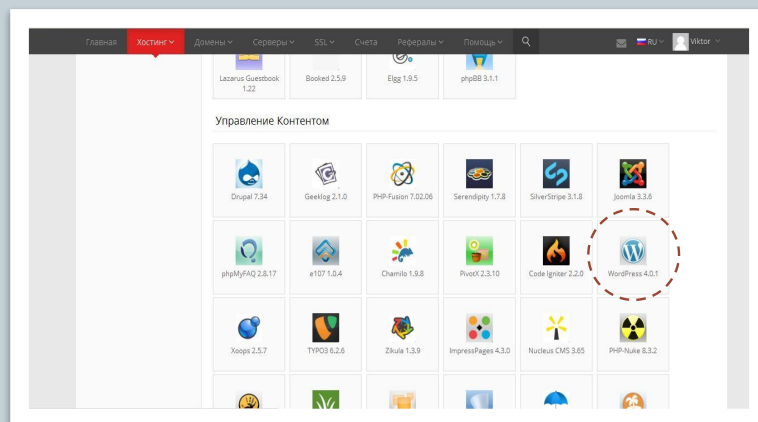 Главная Хостинг Домены Серверы SSL Счета Рефералы Помощь RU Viktor
Lazarus Guestbook 1.22
Booked 2.5.9
Elgg 1.9.5
phpBB 3.1.1
Управление Контентом
Drupal 7.34
Geeklog 2.1.0
PHP-Fusion 7.02.06
Serendipity 1.7.8
SilverStripe 3.1.8
Joomla 3.3.6
phpMyFAQ 2.8.17
e107 1.0.4
Chamilo 1.9.8
PivotX 2.3.10
Code Igniter 2.2.0
WordPress 4.0.1
Xoops 2.5.7
TYPO3 6.2.6
Zikula 1.3.9
ImpressPages 4.3.0
Nucleus CMS 3.65
PHP-Nuke 8.3.2